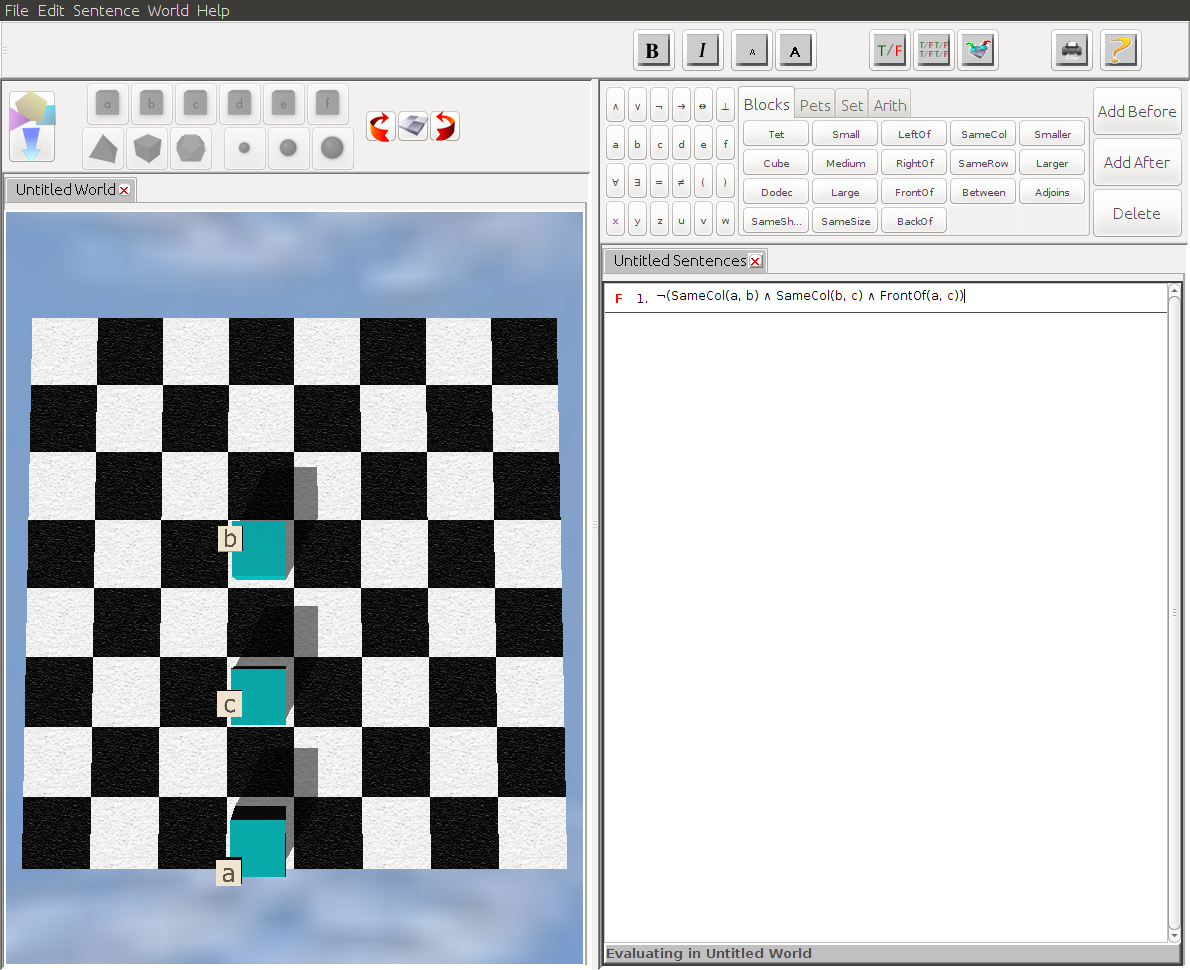 File Edit Sentence World Help
B I A A T/F T/FT/F ?
T/FT/F
a b c d e f
∧ ∨ ¬ → ↔ ⊥
a b c d e f
∀ ∃ = ≠ ( )
x y z u v w
Blocks Pets Set Arith
Tet Small LeftOf SameCol Smaller
Cube Medium RightOf SameRow Larger
Dodec Large FrontOf Between Adjoins
SameSh... SameSize BackOf
Add Before
Add After
Delete
Untitled World
b
c
a
Untitled Sentences
F 1. ¬(SameCol(a, b) ∧ SameCol(b, c) ∧ FrontOf(a, c))
Evaluating in Untitled World